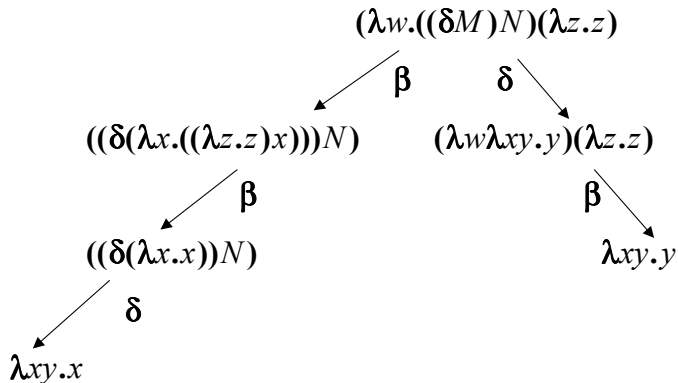 (λw.((δM)N)(λz.z)
β δ
((δ(λx.((λz.z)x)))N) (λwλxy.y)(λz.z)
β β
((δ(λx.x))N) λxy.y
δ
λxy.x